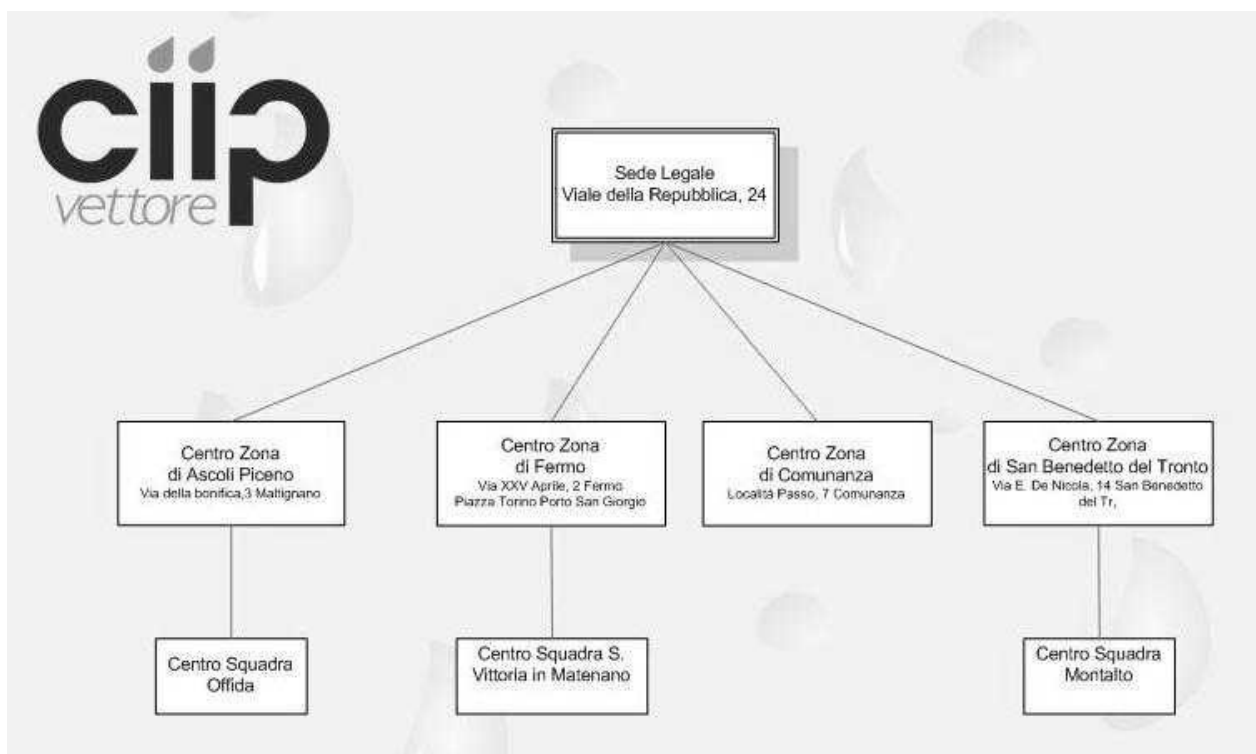 ciip
vettore
Sede Legale
Viale della Repubblica, 24
Centro Zona
di Ascoli Piceno
Via della bonifica,3 Maltignano
Centro Zona
di Fermo
Via XXV Aprile, 2 Fermo
Piazza Torino Porto San Giorgio
Centro Zona
di Comunanza
Località Passo, 7 Comunanza
Centro Zona
di San Benedetto del Tronto
Via E. De Nicola, 14 San Benedetto
del Tr,
Centro Squadra
Offida
Centro Squadra S.
Vittoria in Matenano
Centro Squadra
Montalto